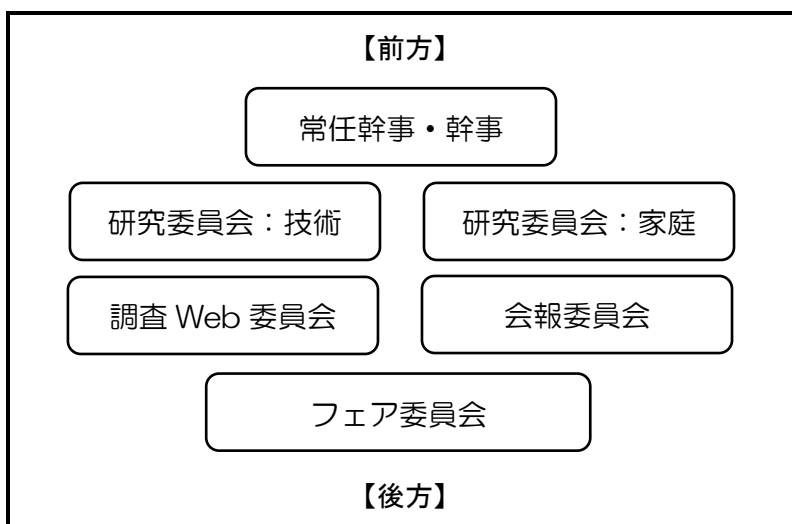 【前方】
常任幹事・幹事
研究委員会：技術
研究委員会：家庭
調査 Web 委員会
会報委員会
フェア委員会
【後方】